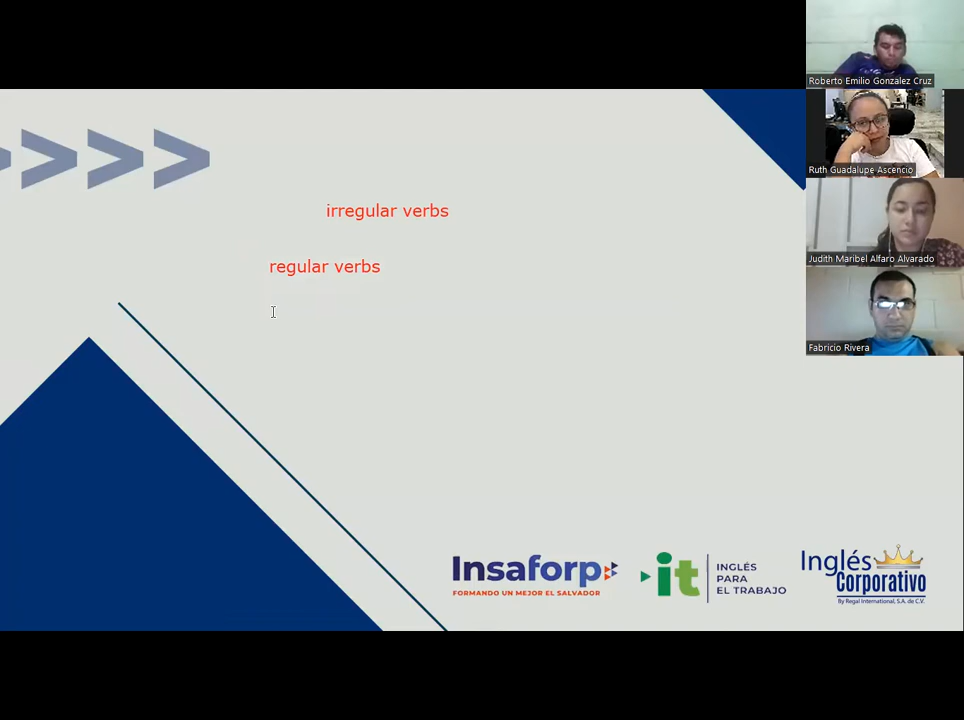 Roberto Emilio Gonzalez Cruz
Ruth Guadalupe Ascencio
Judith Maribel Alfaro Alvarado
Fabricio Rivera
irregular verbs
regular verbs
Insaforp
FORMANDO UN MEJOR EL SALVADOR
it
INGLÉS
PARA
EL TRABAJO
Inglés
Corporativo
By Regal International, S.A. de C.V.